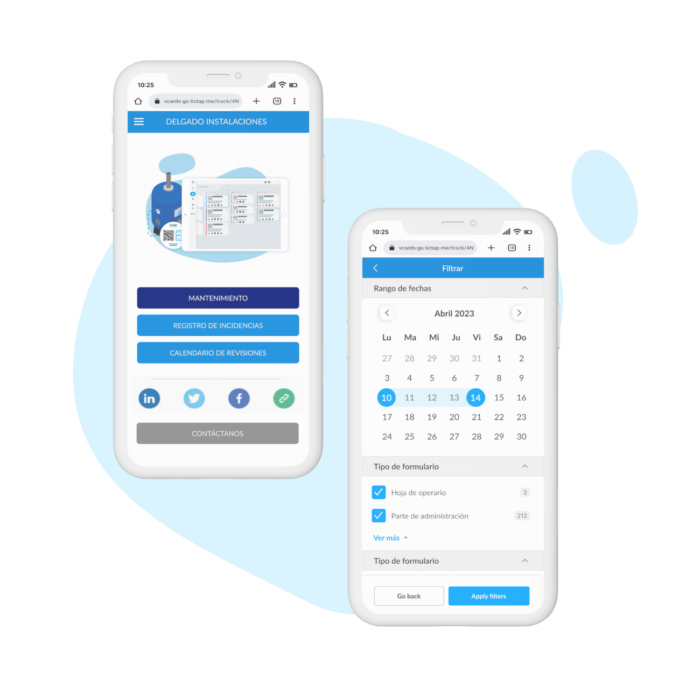 10:25
vcards-go.tictap.me/track/4N
DELGADO INSTALACIONES
MANTENIMIENTO
REGISTRO DE INCIDENCIAS
CALENDARIO DE REVISIONES
in
f
CONTÁCTANOS
10:25
vcards-go.tictap.me/track/4N
Filtrar
Rango de fechas
Abril 2023
Lu Ma Mi Ju Vi Sa Do
27 28 29 30 31 1 2
3 4 5 6 7 8 9
10 11 12 13 14 15 16
17 18 19 20 21 22 23
24 25 26 27 28 29 30
Tipo de formulario
Hoja de operario 3
Parte de administración 212
Ver más
Tipo de formulario
Go back Apply filters